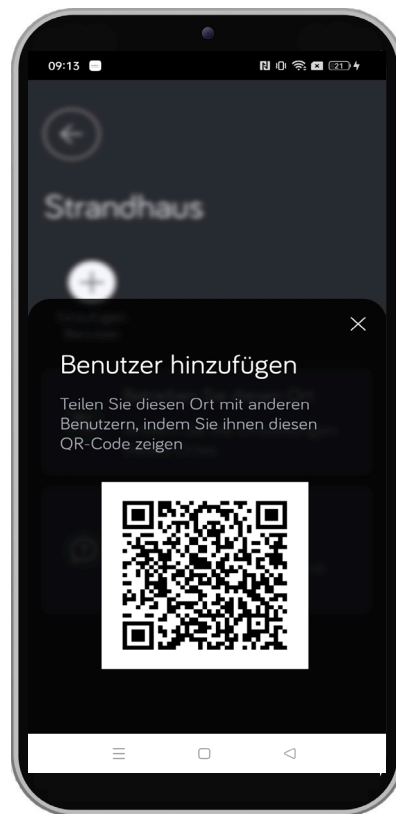 09:13
21
Strandhaus
Benutzer hinzufügen
Teilen Sie diesen Ort mit anderen
Benutzern, indem Sie ihnen diesen
QR-Code zeigen